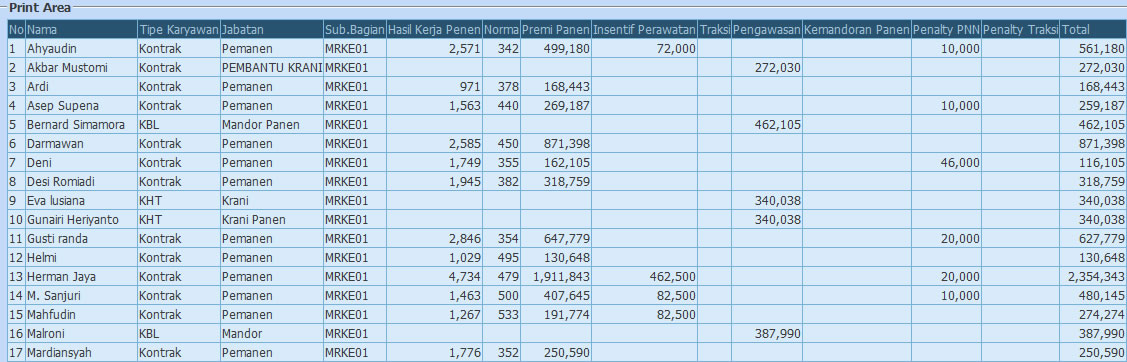 Print Area
No Nama Tipe Karyawan Jabatan Sub.Bagian Hasil Kerja Penen Norma Premi Panen Insentif Perawatan Traksi Pengawasan Kemandoran Panen Penalty PNN Penalty Traksi Total
1 Ahyaudin Kontrak Pemanen MRKE01 2,571 342 499,180 72,000 10,000 561,180
2 Akbar Mustomi Kontrak PEMBANTU KRANI MRKE01 272,030 272,030
3 Ardi Kontrak Pemanen MRKE01 971 378 168,443 168,443
4 Asep Supena Kontrak Pemanen MRKE01 1,563 440 269,187 10,000 259,187
5 Bernard Simamora KBL Mandor Panen MRKE01 462,105 462,105
6 Darmawan Kontrak Pemanen MRKE01 2,585 450 871,398 871,398
7 Deni Kontrak Pemanen MRKE01 1,749 355 162,105 46,000 116,105
8 Desi Romiadi Kontrak Pemanen MRKE01 1,945 382 318,759 318,759
9 Eva lusiana KHT Krani MRKE01 340,038 340,038
10 Gunairi Heriyanto KHT Krani Panen MRKE01 340,038 340,038
11 Gusti randa Kontrak Pemanen MRKE01 2,846 354 647,779 20,000 627,779
12 Helmi Kontrak Pemanen MRKE01 1,029 495 130,648 130,648
13 Herman Jaya Kontrak Pemanen MRKE01 4,734 479 1,911,843 462,500 20,000 2,354,343
14 M. Sanjuri Kontrak Pemanen MRKE01 1,463 500 407,645 82,500 10,000 480,145
15 Mahfudin Kontrak Pemanen MRKE01 1,267 533 191,774 82,500 274,274
16 Malroni KBL Mandor MRKE01 387,990 387,990
17 Mardiansyah Kontrak Pemanen MRKE01 1,776 352 250,590 250,590